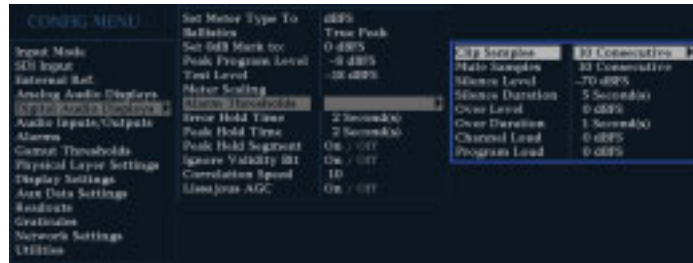 CONFIG MENU
Input Mode
SDI Input
External Ref.
Analog Audio Displays
Digital Audio Displays
Audio Inputs/Outputs
Alarms
Gamut Thresholds
Physical Layer Settings
Display Settings
Aux Data Settings
Readouts
Graticules
Network Settings
Utilities
Set Meter Type To dBFS
Ballistics True Peak
Set 0dB Mark to: 0 dBFS
Peak Program Level -8 dBFS
Test Level -18 dBFS
Meter Scaling
Alarm Thresholds
Error Hold Time 2 Second(s)
Peak Hold Time 2 Second(s)
Peak Hold Segment On / Off
Ignore Validity Bit On / Off
Correlation Speed 10
Lissajous AGC On / Off
Clip Samples 10 Consecutive
Mute Samples 10 Consecutive
Silence Level -70 dBFS
Silence Duration 5 Second(s)
Over Level 0 dBFS
Over Duration 1 Second(s)
Channel Loud 0 dBFS
Program Loud 0 dBFS